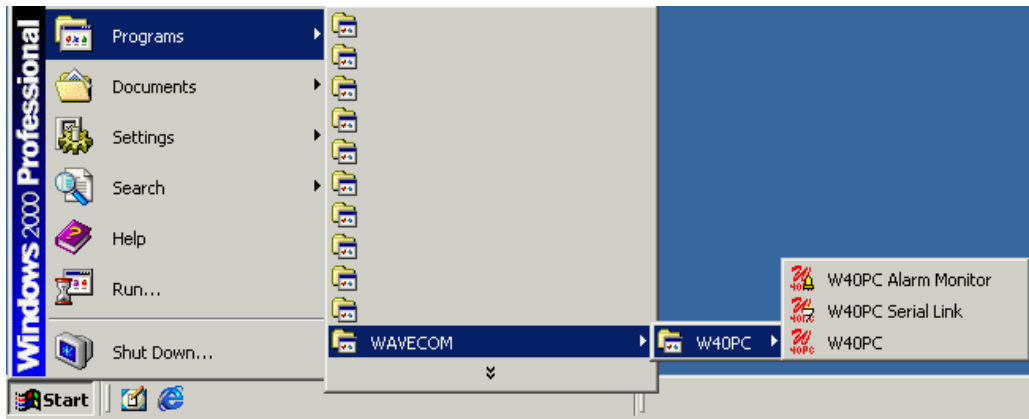 Windows 2000 Professional
Programs
Documents
Settings
Search
Help
Run...
Shut Down...
WAVECOM
W40PC
W40PC Alarm Monitor
W40PC Serial Link
W40PC
Start